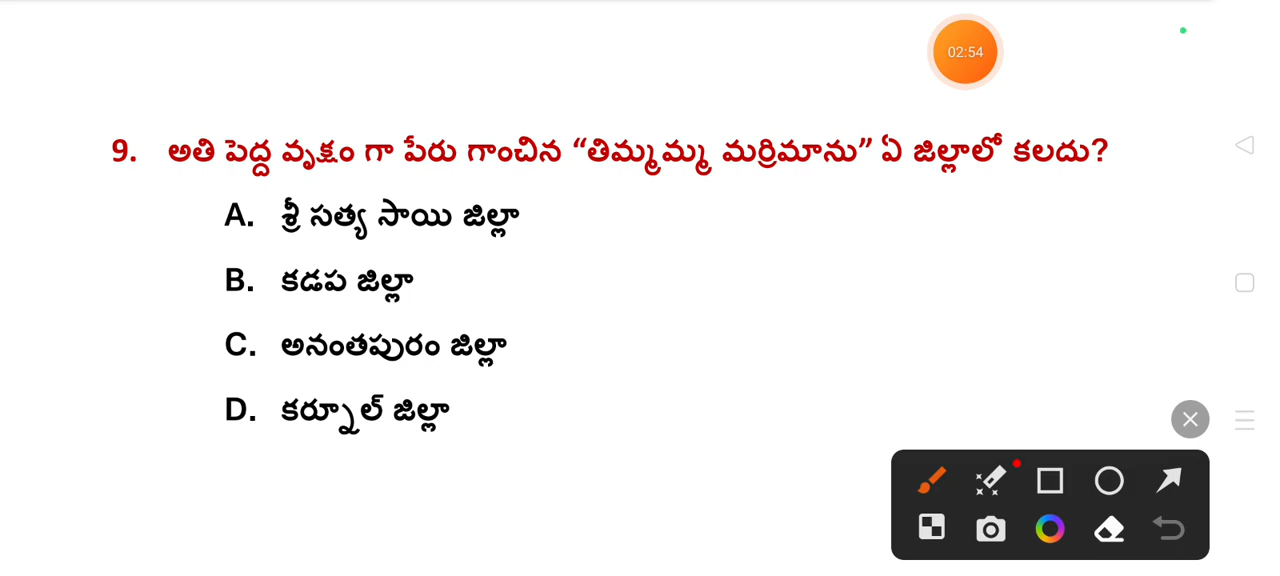 02:54
9. అతి పెద్ద వృక్షం గా పేరు గాంచిన “తిమ్మమ్మ మర్రిమాను” ఏ జిల్లాలో కలదు?
A. శ్రీ సత్య సాయి జిల్లా
B. కడప జిల్లా
C. అనంతపురం జిల్లా
D. కర్నూల్ జిల్లా